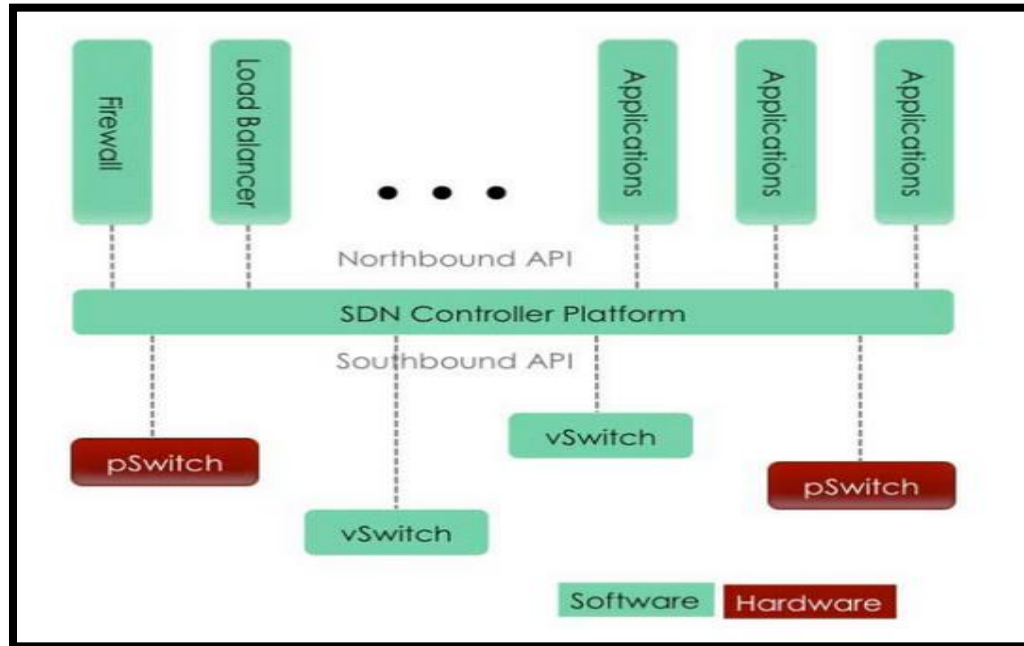 Firewall
Load Balancer
Applications
Applications
Applications
Northbound API
SDN Controller Platform
Southbound API
vSwitch
pSwitch
pSwitch
vSwitch
Software
Hardware